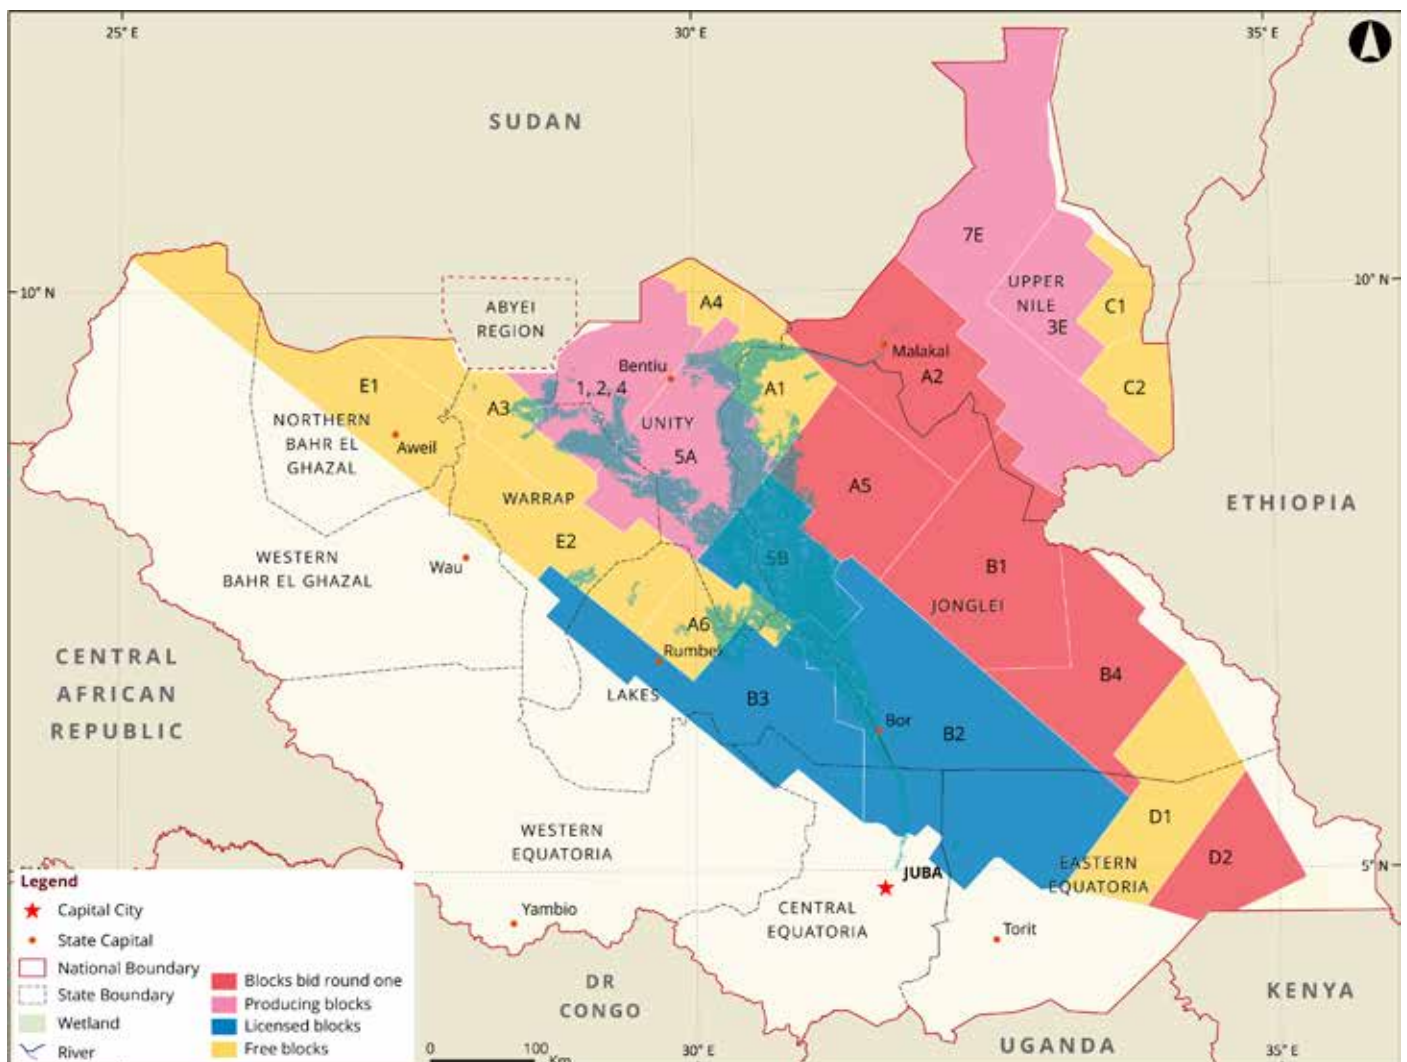 25° E
30° E
35° E
SUDAN
7E
10° N
10° N
UPPER
NILE
3E
C1
C2
ABYEI
REGION
A4
Malakal
A2
Bentiu
1, 2, 4
A1
UNITY
5A
A3
E1
NORTHERN
BAHR EL
GHAZAL
Aweil
A5
ETHIOPIA
WARRAP
E2
WESTERN
BAHR EL GHAZAL
Wau
5B
B1
JONGLEI
A6
Rumbek
LAKES
B3
B4
Bor
B2
CENTRAL
AFRICAN
REPUBLIC
D1
D2
WESTERN
EQUATORIA
EASTERN
EQUATORIA
5° N
JUBA
CENTRAL
EQUATORIA
Yambio
Torit
DR
CONGO
KENYA
UGANDA
Legend
Capital City
State Capital
National Boundary
State Boundary
Wetland
River
Blocks bid round one
Producing blocks
Licensed blocks
Free blocks
0
100
Km
30° E
35° E